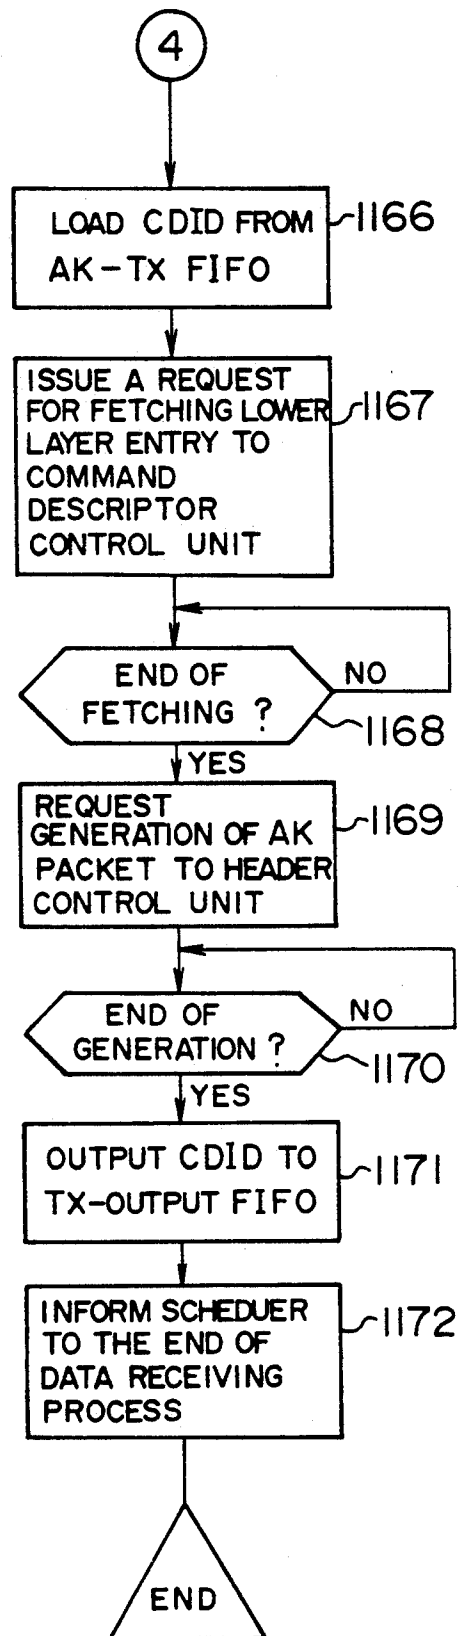 4
LOAD CDID FROM
AK-TX FIFO
1166
ISSUE A REQUEST
FOR FETCHING LOWER
LAYER ENTRY TO
COMMAND
DESCRIPTOR
CONTROL UNIT
1167
END OF
FETCHING ?
NO
1168
YES
REQUEST
GENERATION OF AK
PACKET TO HEADER
CONTROL UNIT
1169
END OF
GENERATION ?
NO
1170
YES
OUTPUT CDID TO
TX-OUTPUT FIFO
1171
INFORM SCHEDUER
TO THE END OF
DATA RECEIVING
PROCESS
1172
END